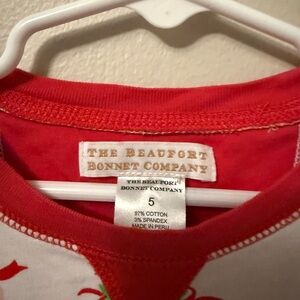 THE BEAUFORT
BONNET COMPANY
THE BEAUFORT
BONNET COMPANY
5
97% COTTON
3% SPANDEX
MADE IN PERU